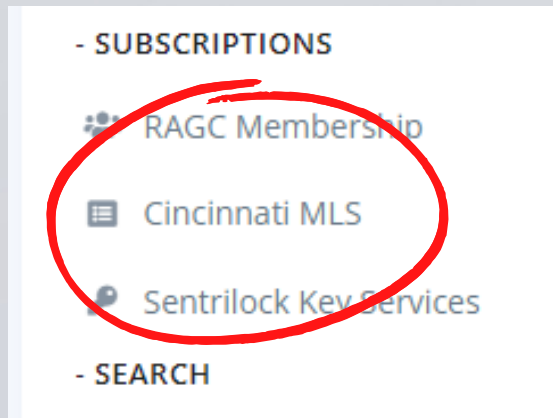 - SUBSCRIPTIONS
RAGC Membership
Cincinnati MLS
Sentrilock Key Services
- SEARCH